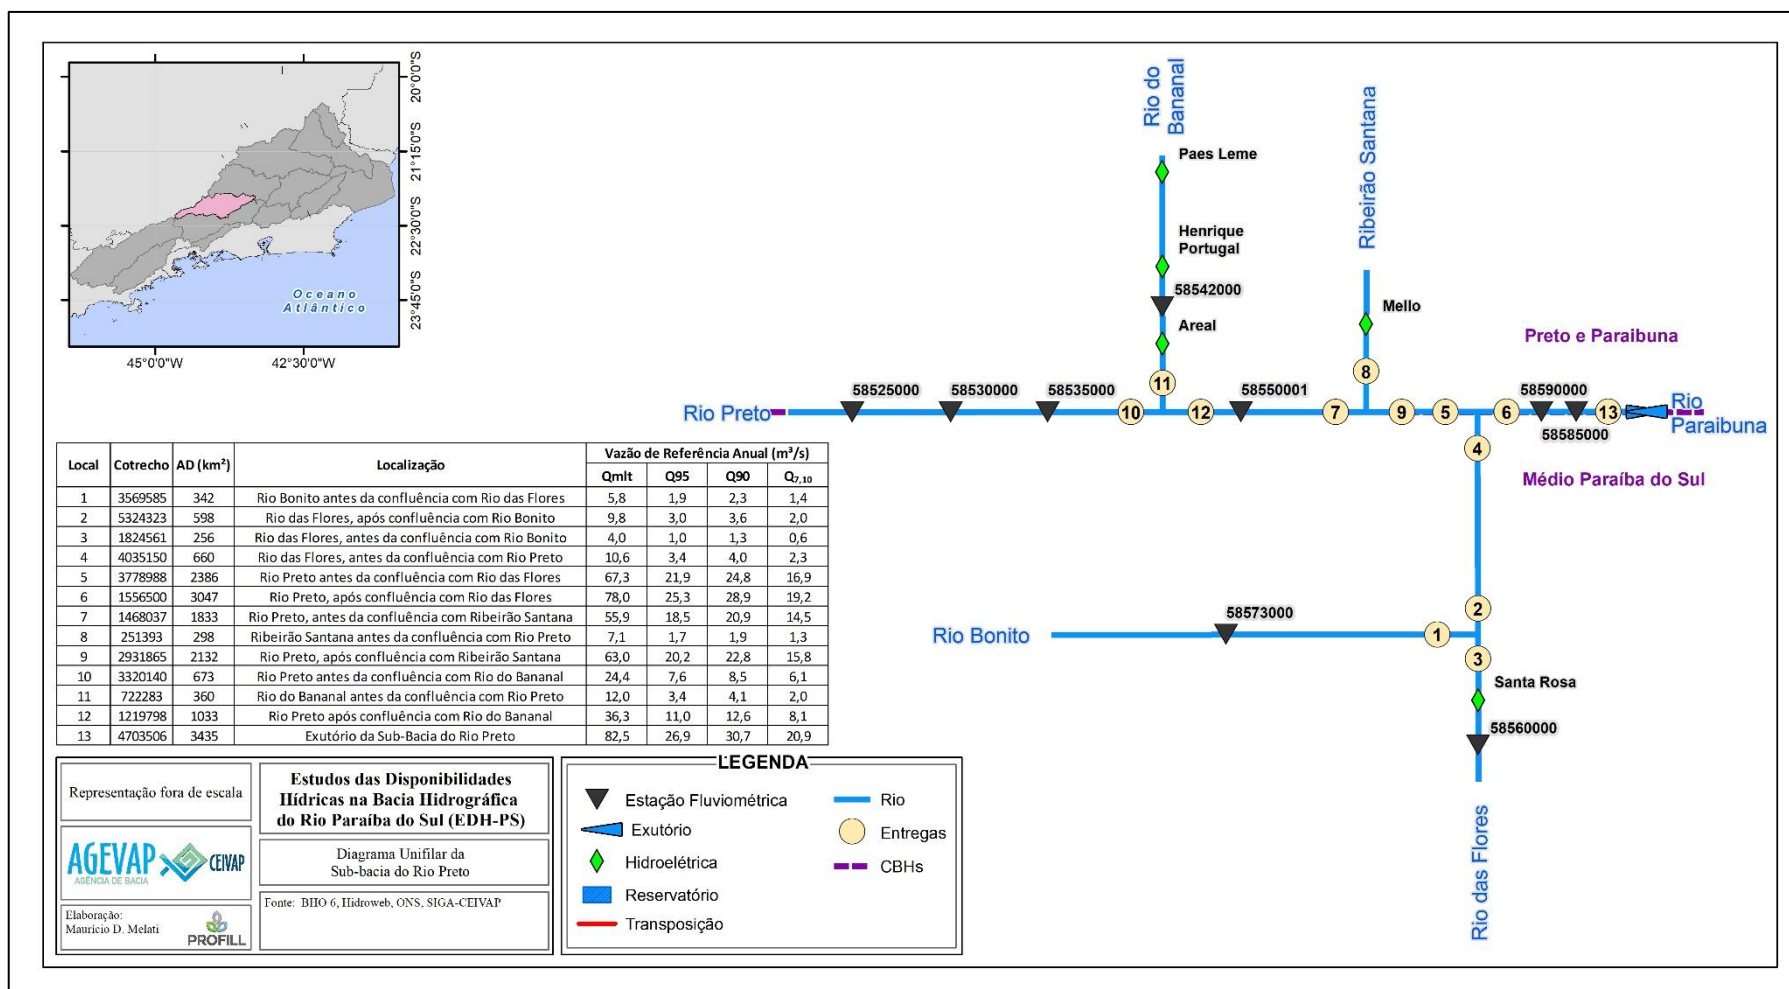 20°0'0"S
21°15'0"S
22°30'0"S
23°45'0"S
45°0'0"W
42°30'0"W
Oceano
Atlântico
Rio do
Bananal
Paes Leme
Henrique
Portugal
58542000
Areal
11
Ribeirão Santana
Mello
8
Preto e Paraibuna
Rio Preto
58525000
58530000
58535000
10
12
58550001
7
9
5
6
58590000
58585000
13
Rio
Paraibuna
4
Médio Paraíba do Sul
Rio Bonito
58573000
1
2
3
Santa Rosa
58560000
Rio das Flores
Local Cotrecho AD (km²) Localização Vazão de Referência Anual (m³/s)
Qmlt Q95 Q90 Q7,10
1 3569585 342 Rio Bonito antes da confluência com Rio das Flores 5,8 1,9 2,3 1,4
2 5324323 598 Rio das Flores, após confluência com Rio Bonito 9,8 3,0 3,6 2,0
3 1824561 256 Rio das Flores, antes da confluência com Rio Bonito 4,0 1,0 1,3 0,6
4 4035150 660 Rio das Flores, antes da confluência com Rio Preto 10,6 3,4 4,0 2,3
5 3778988 2386 Rio Preto antes da confluência com Rio das Flores 67,3 21,9 24,8 16,9
6 1556500 3047 Rio Preto, após confluência com Rio das Flores 78,0 25,3 28,9 19,2
7 1468037 1833 Rio Preto, antes da confluência com Ribeirão Santana 55,9 18,5 20,9 14,5
8 251393 298 Ribeirão Santana antes da confluência com Rio Preto 7,1 1,7 1,9 1,3
9 2931865 2132 Rio Preto, após confluência com Ribeirão Santana 63,0 20,2 22,8 15,8
10 3320140 673 Rio Preto antes da confluência com Rio do Bananal 24,4 7,6 8,5 6,1
11 722283 360 Rio do Bananal antes da confluência com Rio Preto 12,0 3,4 4,1 2,0
12 1219798 1033 Rio Preto após confluência com Rio do Bananal 36,3 11,0 12,6 8,1
13 4703506 3435 Exutório da Sub-Bacia do Rio Preto 82,5 26,9 30,7 20,9
Representação fora de escala
AGEVAP
AGÊNCIA DE BACIA
CEIVAP
Elaboração:
Maurício D. Melati
PROFILL
Estudos das Disponibilidades
Hídricas na Bacia Hidrográfica
do Rio Paraíba do Sul (EDH-PS)
Diagrama Unifilar da
Sub-bacia do Rio Preto
Fonte: BHO 6, Hidroweb, ONS, SIGA-CEIVAP
LEGENDA
Estação Fluviométrica
Exutório
Hidroelétrica
Reservatório
Transposição
Rio
Entregas
CBHs